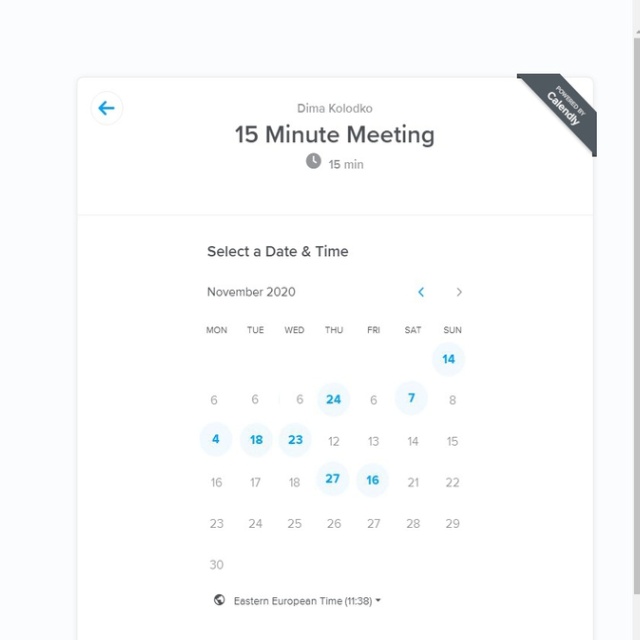 POWERED BY
Calendly
Dima Kolodko
15 Minute Meeting
15 min
Select a Date & Time
November 2020
MON TUE WED THU FRI SAT SUN
14
6 6 6 24 6 7 8
4 18 23 12 13 14 15
16 17 18 27 16 21 22
23 24 25 26 27 28 29
30
Eastern European Time (11:38)